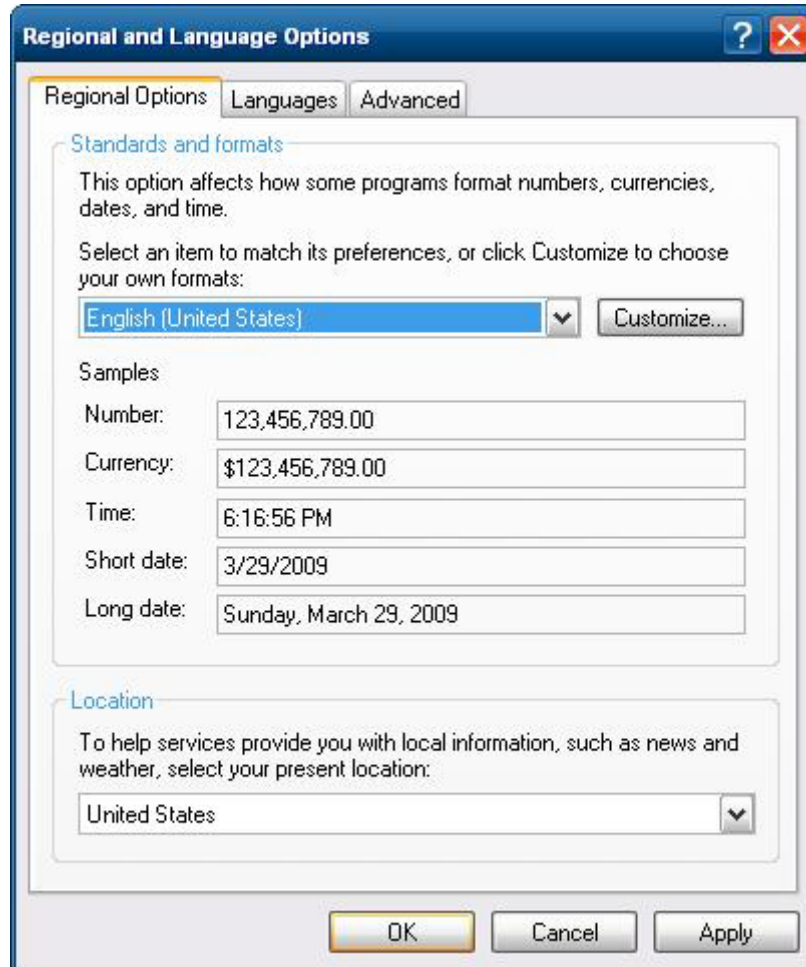 Regional and Language Options
?
Regional Options
Languages
Advanced
Standards and formats
This option affects how some programs format numbers, currencies,
dates, and time.
Select an item to match its preferences, or click Customize to choose
your own formats:
English (United States)
Customize...
Samples
Number:
123,456,789.00
Currency:
$123,456,789.00
Time:
6:16:56 PM
Short date:
3/29/2009
Long date:
Sunday, March 29, 2009
Location
To help services provide you with local information, such as news and
weather, select your present location:
United States
OK
Cancel
Apply